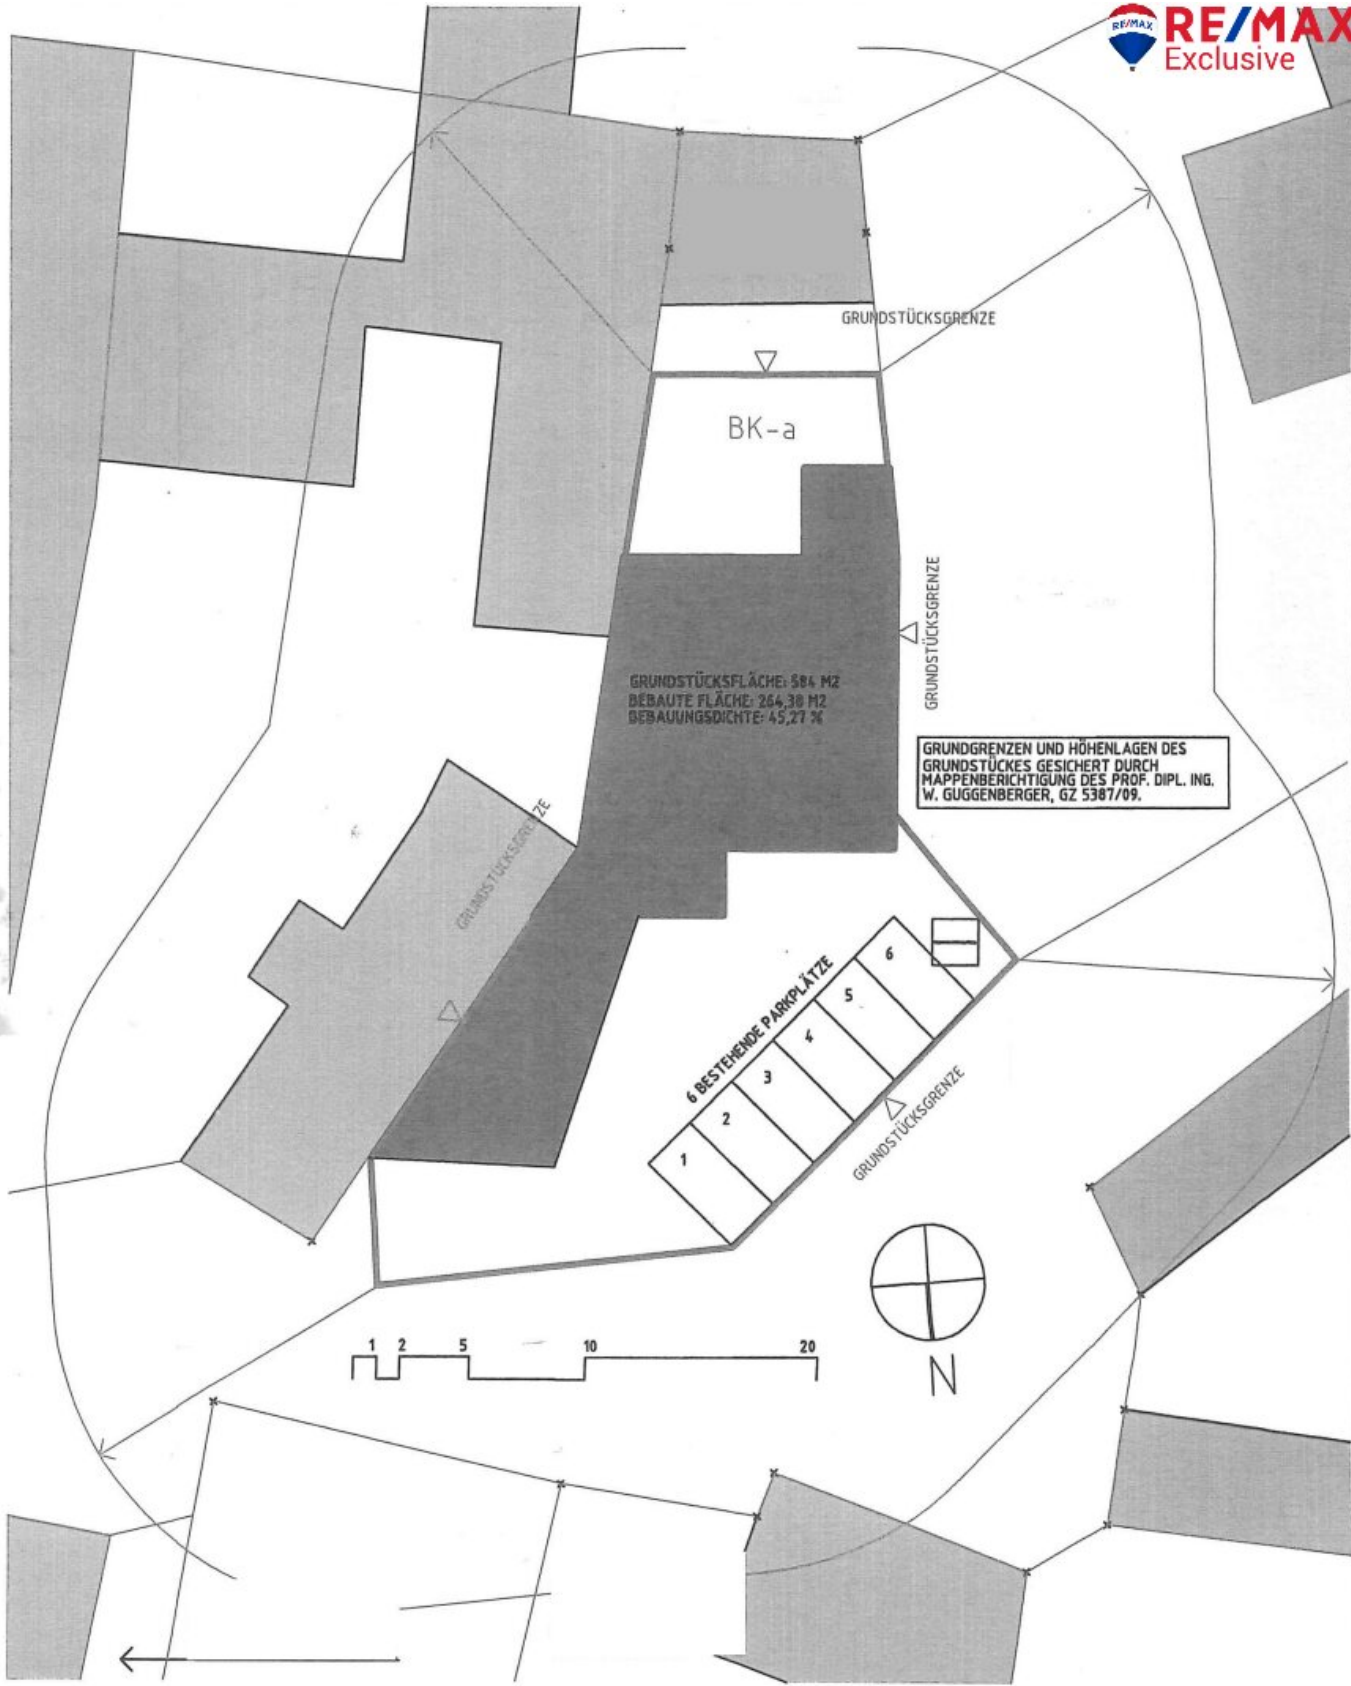 RE/MAX
RE/MAX
Exclusive
GRUNDSTÜCKSGRENZE
BK-a
GRUNDSTÜCKSGRENZE
GRUNDSTÜCKSFLÄCHE: 584 M2
BEBAUTE FLÄCHE: 264,38 M2
BEBAUUNGSDICHTE: 45,27 %
GRUNDGRENZEN UND HÖHENLAGEN DES
GRUNDSTÜCKES GESICHERT DURCH
MAPPENBERICHTIGUNG DES PROF. DIPL. ING.
W. GUGGENBERGER, GZ 5387/09.
GRUNDSTÜCKSGRENZE
6 BESTEHENDE PARKPLÄTZE
6
5
4
3
2
1
GRUNDSTÜCKSGRENZE
1 2 5 10 20
N